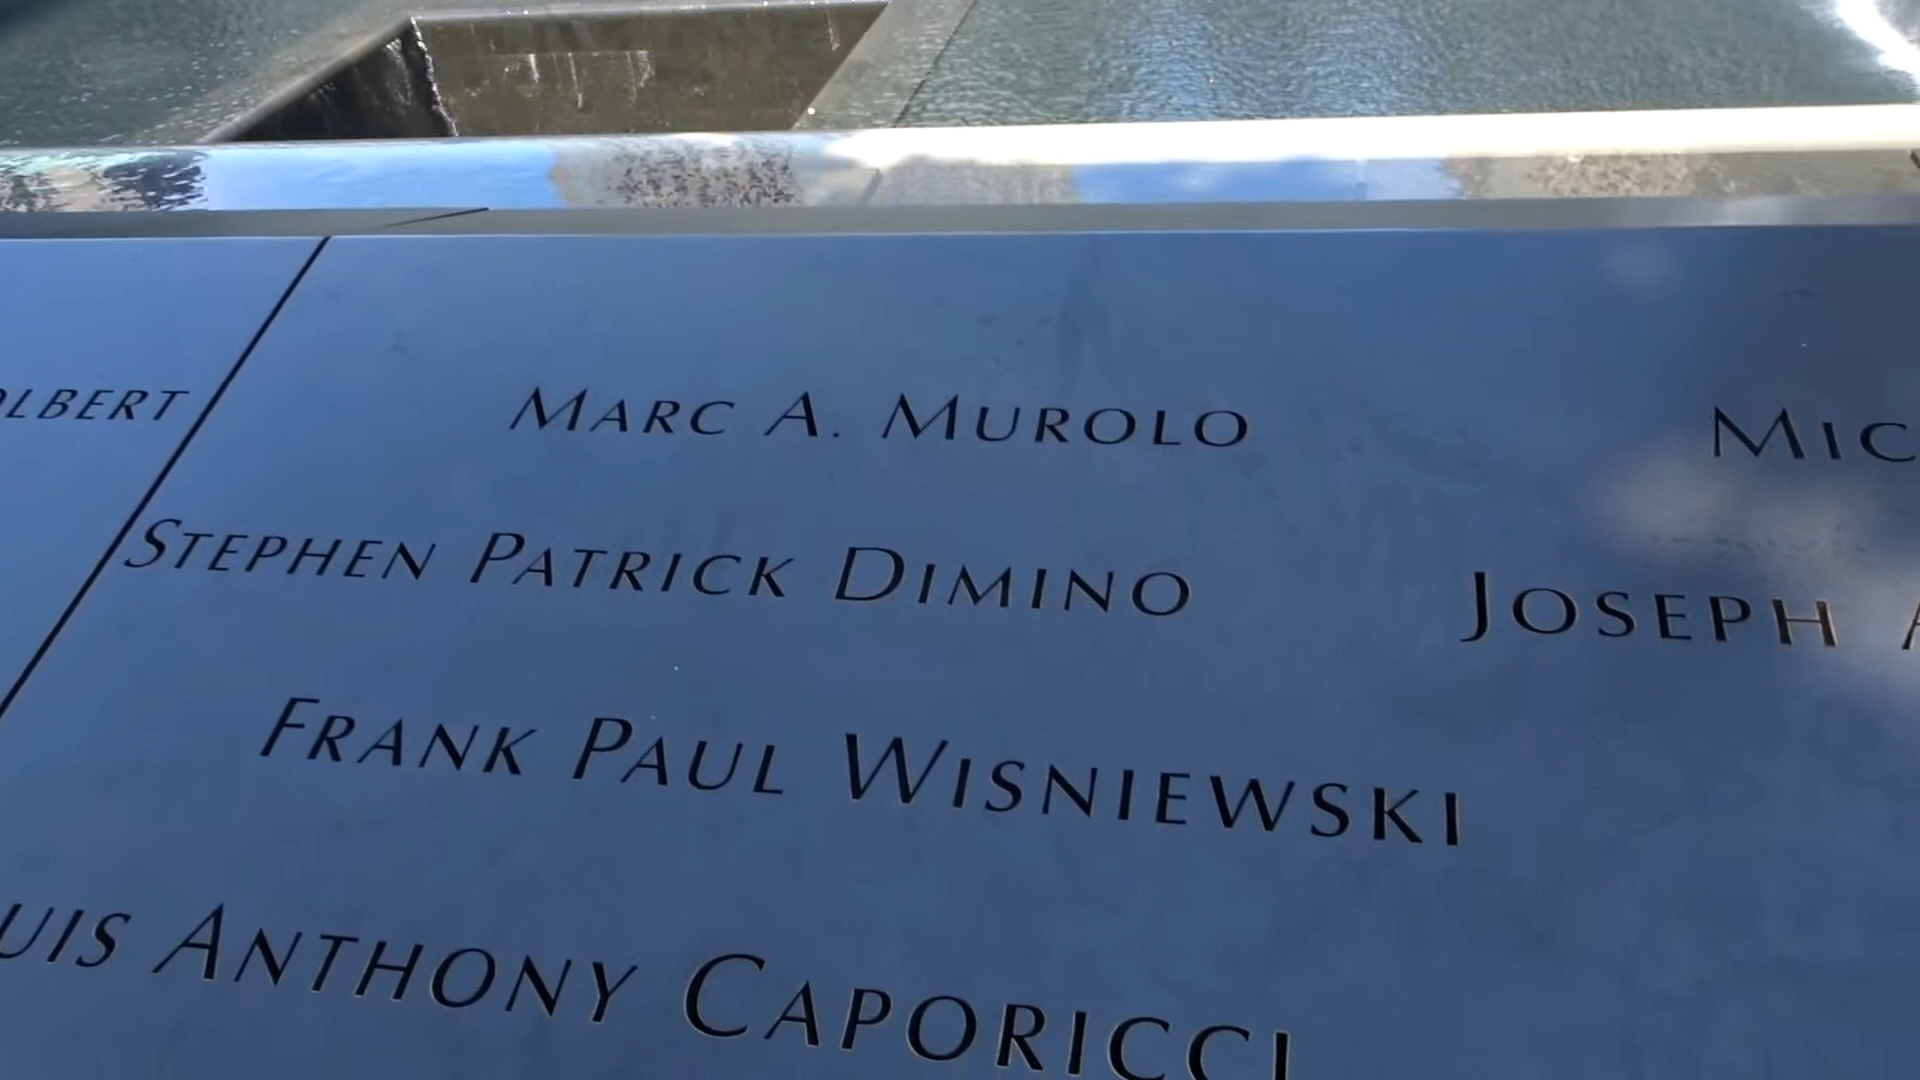 MARC A. MUROLO
STEPHEN PATRICK DIMINO
JOSEPH
FRANK PAUL WISNIEWSKI
ANTHONY CAPORICCI